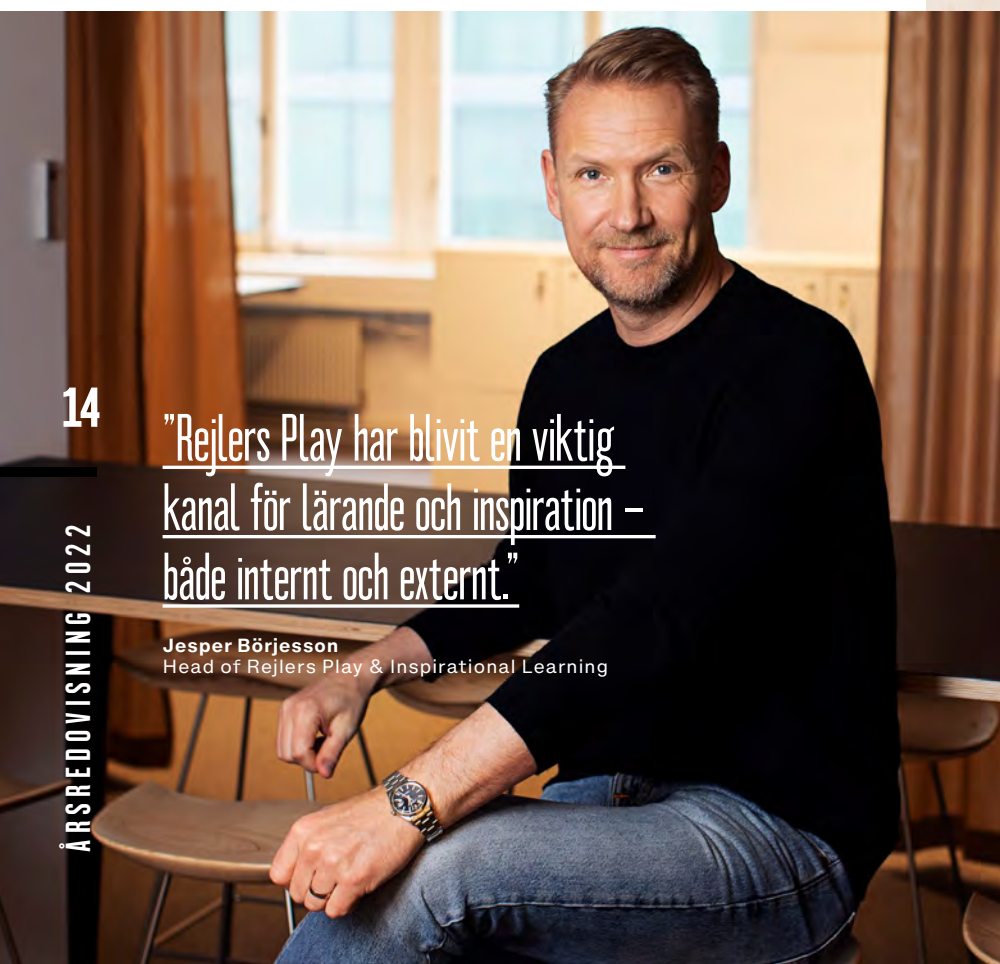 14
ÅRSREDOVISNING 2022
”Rejlers Play har blivit en viktig
kanal för lärande och inspiration –
både internt och externt.”
Jesper Börjesson
Head of Rejlers Play & Inspirational Learning